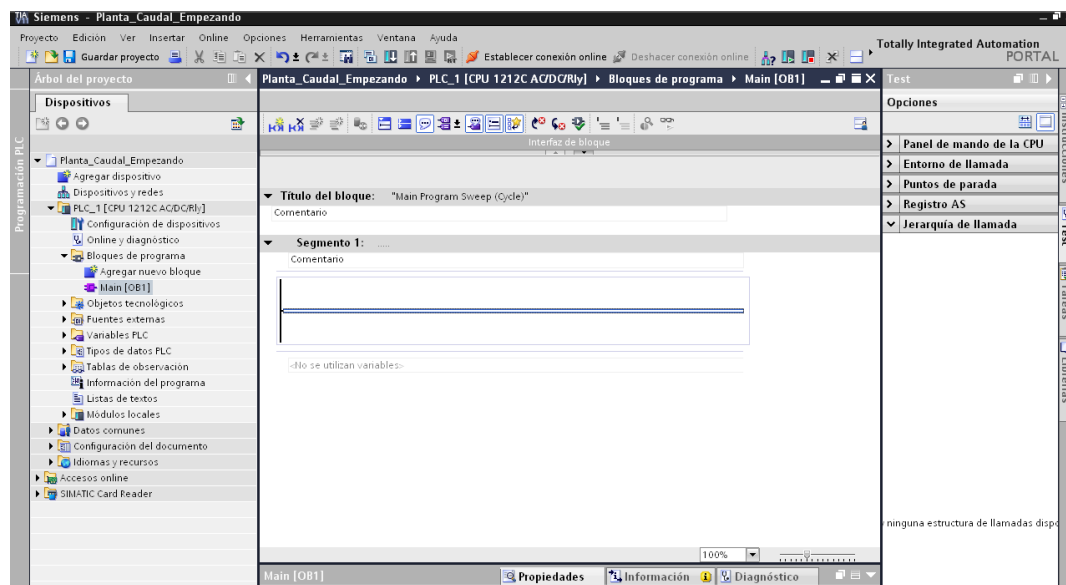 Siemens - Planta_Caudal_Empezando
Proyecto Edición Ver Insertar Online Opciones Herramientas Ventana Ayuda
Guardar proyecto Establecer conexión online Deshacer conexión online
Totally Integrated Automation
PORTAL
Programación PLC
Árbol del proyecto
Dispositivos
Planta_Caudal_Empezando
Agregar dispositivo
Dispositivos y redes
PLC_1 [CPU 1212C AC/DC/Rly]
Configuración de dispositivos
Online y diagnóstico
Bloques de programa
Agregar nuevo bloque
Main [OB1]
Objetos tecnológicos
Fuentes externas
Variables PLC
Tipos de datos PLC
Tablas de observación
Información del programa
Listas de textos
Módulos locales
Datos comunes
Configuración del documento
Idiomas y recursos
Accesos online
SIMATIC Card Reader
Planta_Caudal_Empezando PLC_1 [CPU 1212C AC/DC/Rly] Bloques de programa Main [OB1]
Interfaz de bloque
Título del bloque: "Main Program Sweep (Cycle)"
Comentario
Segmento 1: .....
Comentario
<No se utilizan variables>
100%
Main [OB1]
Propiedades Información Diagnóstico
Test
Opciones
Panel de mando de la CPU
Entorno de llamada
Puntos de parada
Registro AS
Jerarquía de llamada
ninguna estructura de llamadas dispo
Test
Tareas